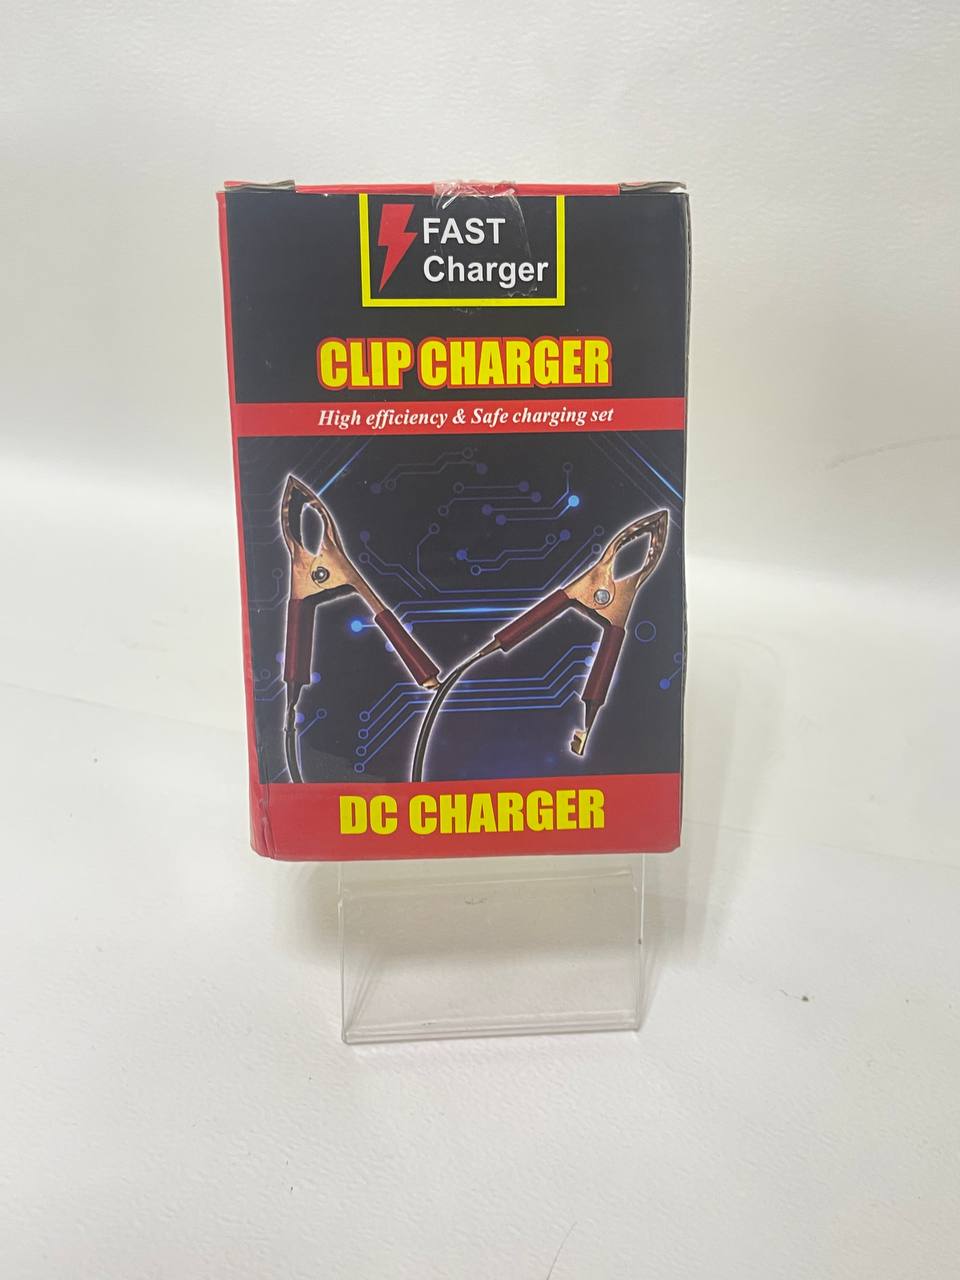 FAST
Charger
CLIP CHARGER
High efficiency & Safe charging set
DC CHARGER